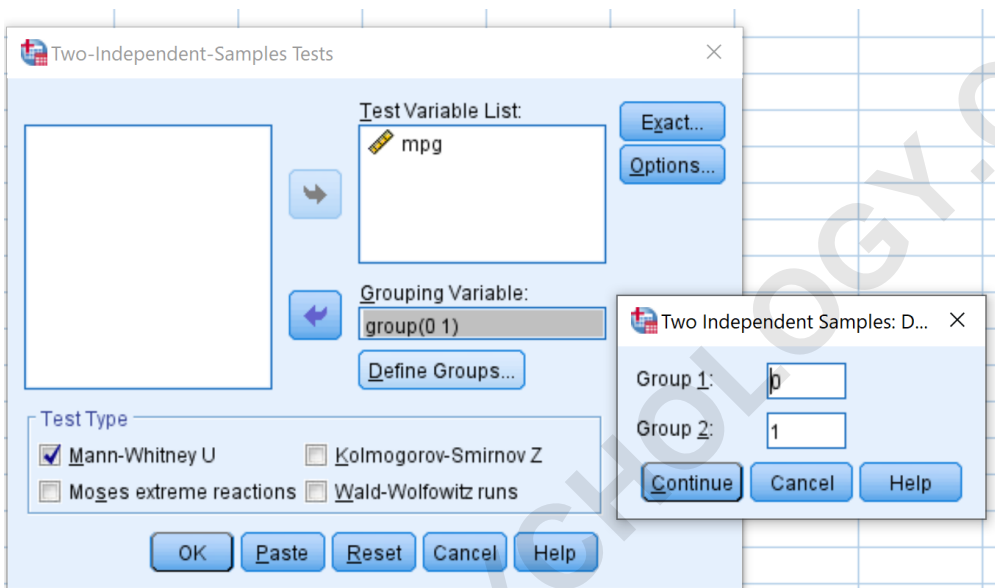 Two-Independent-Samples Tests
Test Variable List:
mpg
Exact...
Options...
Grouping Variable:
group(0 1)
Define Groups...
Test Type
Mann-Whitney U
Kolmogorov-Smirnov Z
Moses extreme reactions
Wald-Wolfowitz runs
OK
Paste
Reset
Cancel
Help
Two Independent Samples: D...
Group 1:
0
Group 2:
1
Continue
Cancel
Help